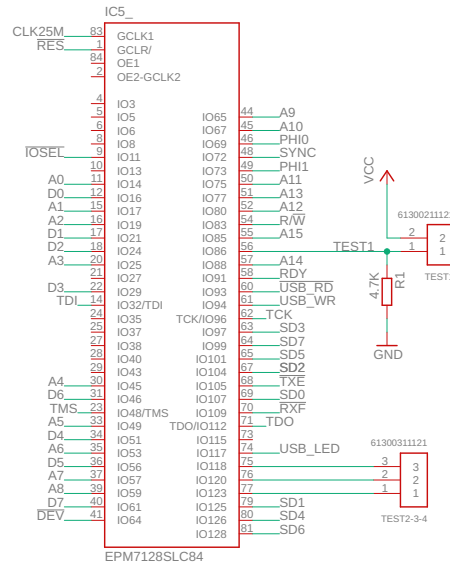 IC5_
CLK25M 83 GCLK1
RES 1 GCLR/
84 OE1
2 OE2-GCLK2
4 IO3
5 IO5 IO65 44 A9
6 IO6 IO67 45 A10
8 IO8 IO69 46 PHI0
IOSEL 9 IO11 IO72 48 SYNC
10 IO13 IO73 49 PHI1
A0 11 IO14 IO75 50 A11
D0 12 IO16 IO77 51 A13
A1 15 IO17 IO80 52 A12
A2 16 IO19 IO83 54 R/W
D1 17 IO21 IO85 55 A15
D2 18 IO24 IO86 56 TEST1
A3 20 IO25 IO88 57 A14
21 IO27 IO91 58 RDY
D3 22 IO29 IO93 60 USB_RD
TDI 14 IO32/TDI IO94 61 USB_WR
24 IO35 TCK/IO96 62 TCK
25 IO37 IO97 63 SD3
27 IO38 IO99 64 SD7
28 IO40 IO101 65 SD5
29 IO43 IO104 67 SD2
A4 30 IO45 IO105 68 TXE
D6 31 IO46 IO107 69 SD0
TMS 23 IO48/TMS IO109 70 RXF
A5 33 IO49 TDO/IO112 71 TDO
D4 34 IO51 IO115 73
A6 35 IO53 IO117 74 USB_LED
D5 36 IO56 IO118 75
A7 37 IO57 IO120 76
A8 39 IO59 IO123 77
D7 40 IO61 IO125 79 SD1
DEV 41 IO64 IO126 80 SD4
IO128 81 SD6
EPM7128SLC84
VCC
2 2
1 1
4.7K
R1
GND
61300311121
3 3
2 2
1 1
TEST2-3-4